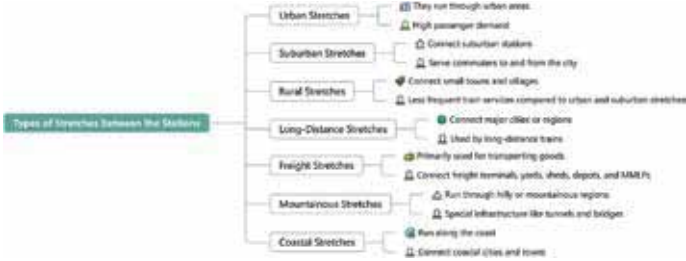 Types of Stretches Between the Stations
Urban Stretches
They run through urban areas
High passenger demand
Suburban Stretches
Connect suburban stations
Serve commuters to and from the city
Rural Stretches
Connect small towns and villages
Less frequent train services compared to urban and suburban stretches
Long-Distance Stretches
Connect major cities or regions
Used by long-distance trains
Freight Stretches
Primarily used for transporting goods
Connect freight terminals, yards, sheds, depots, and MMLPs
Mountainous Stretches
Run through hilly or mountainous regions
Special infrastructure like tunnels and bridges
Coastal Stretches
Run along the coast
Connect coastal cities and towns